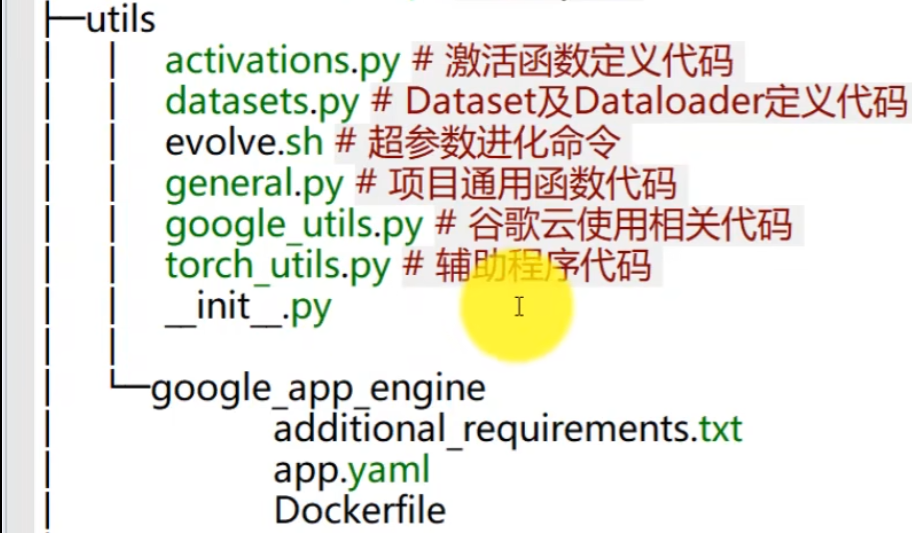 ├─utils
│ │ activations.py # 激活函数定义代码
│ │ datasets.py # Dataset及Dataloader定义代码
│ │ evolve.sh # 超参数进化命令
│ │ general.py # 项目通用函数代码
│ │ google_utils.py # 谷歌云使用相关代码
│ │ torch_utils.py # 辅助程序代码
│ │ __init__.py
│ │
│ └─google_app_engine
│ additional_requirements.txt
│ app.yaml
│ Dockerfile